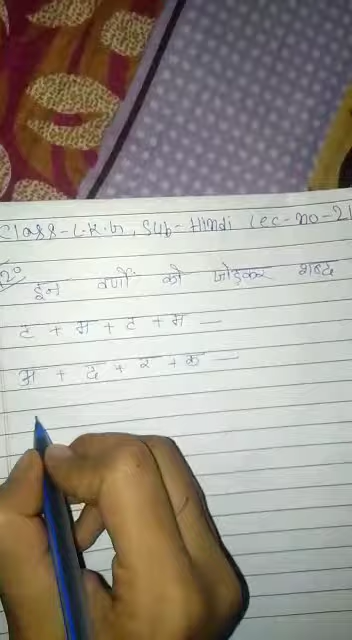 Class-L.K.G, Sub-Hindi Lec-no-21
इन वर्णो को जोड़कर शब्द
ट + म + ट + म —
अ + द + र + क —